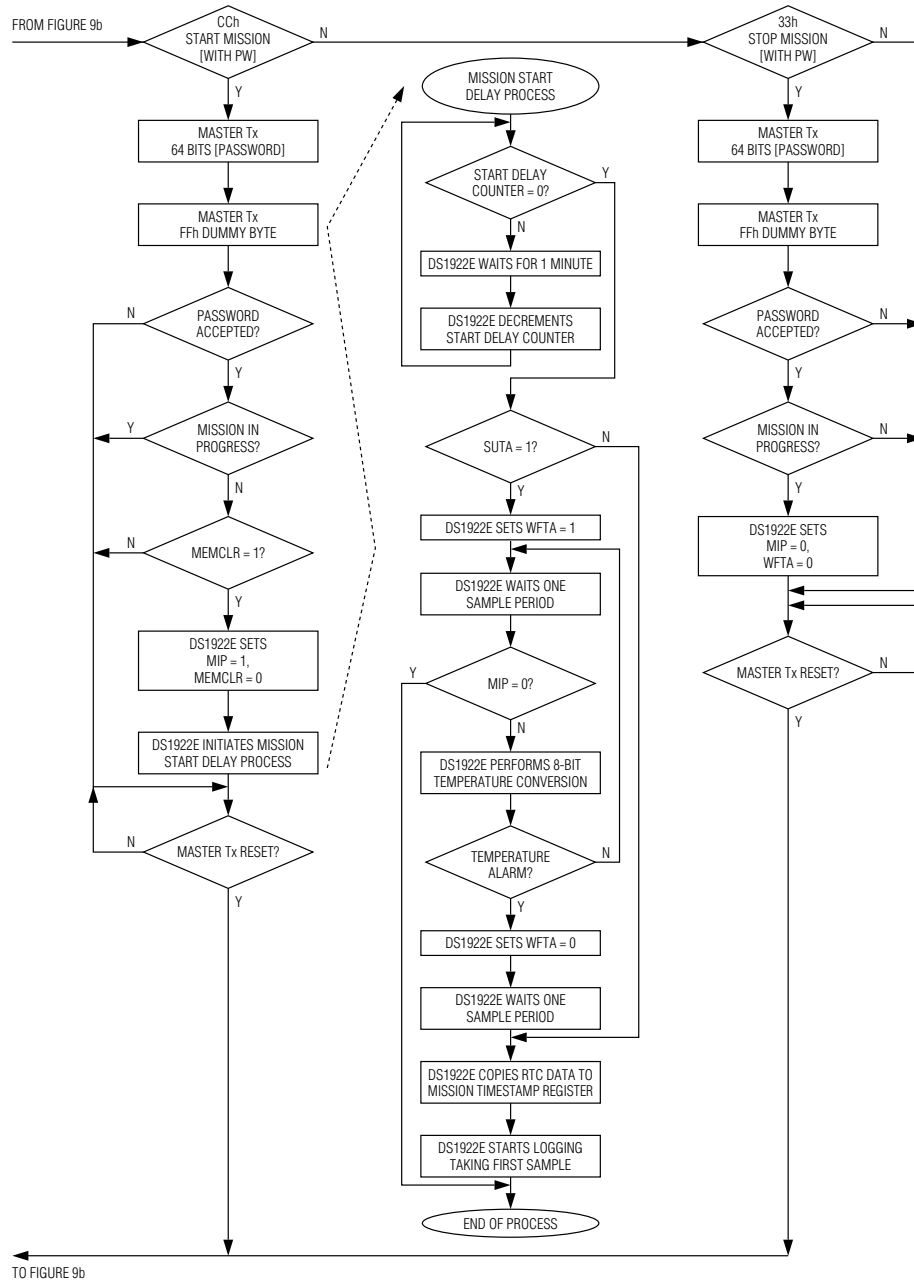 FROM FIGURE 9b
CCh
START MISSION
[WITH PW]
N
Y
MASTER Tx
64 BITS [PASSWORD]
MASTER Tx
FFh DUMMY BYTE
N
PASSWORD
ACCEPTED?
Y
Y
MISSION IN
PROGRESS?
N
N
MEMCLR = 1?
Y
DS1922E SETS
MIP = 1,
MEMCLR = 0
DS1922E INITIATES MISSION
START DELAY PROCESS
N
MASTER Tx RESET?
Y
MISSION START
DELAY PROCESS
START DELAY
COUNTER = 0?
Y
N
DS1922E WAITS FOR 1 MINUTE
DS1922E DECREMENTS
START DELAY COUNTER
SUTA = 1?
N
Y
DS1922E SETS WFTA = 1
DS1922E WAITS ONE
SAMPLE PERIOD
Y
MIP = 0?
N
DS1922E PERFORMS 8-BIT
TEMPERATURE CONVERSION
TEMPERATURE
ALARM?
N
Y
DS1922E SETS WFTA = 0
DS1922E WAITS ONE
SAMPLE PERIOD
DS1922E COPIES RTC DATA TO
MISSION TIMESTAMP REGISTER
DS1922E STARTS LOGGING
TAKING FIRST SAMPLE
END OF PROCESS
33h
STOP MISSION
[WITH PW]
N
Y
MASTER Tx
64 BITS [PASSWORD]
MASTER Tx
FFh DUMMY BYTE
PASSWORD
ACCEPTED?
N
Y
MISSION IN
PROGRESS?
N
Y
DS1922E SETS
MIP = 0,
WFTA = 0
MASTER Tx RESET?
N
Y
TO FIGURE 9b